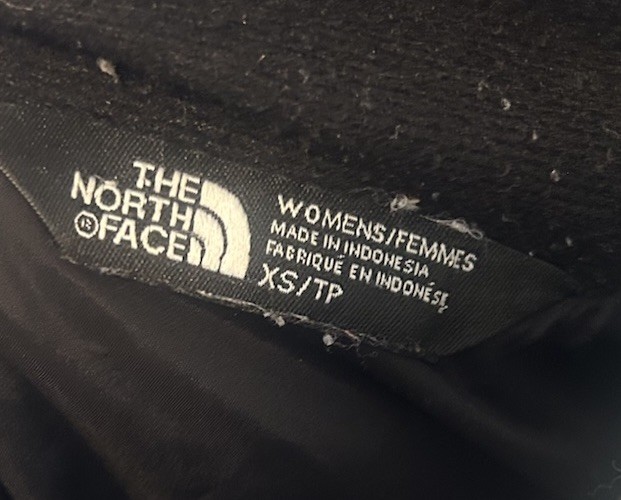 THE
NORTH
®FACE
WOMENS/FEMMES
MADE IN INDONESIA
FABRIQUÉ EN INDONÉSIE
XS/TP